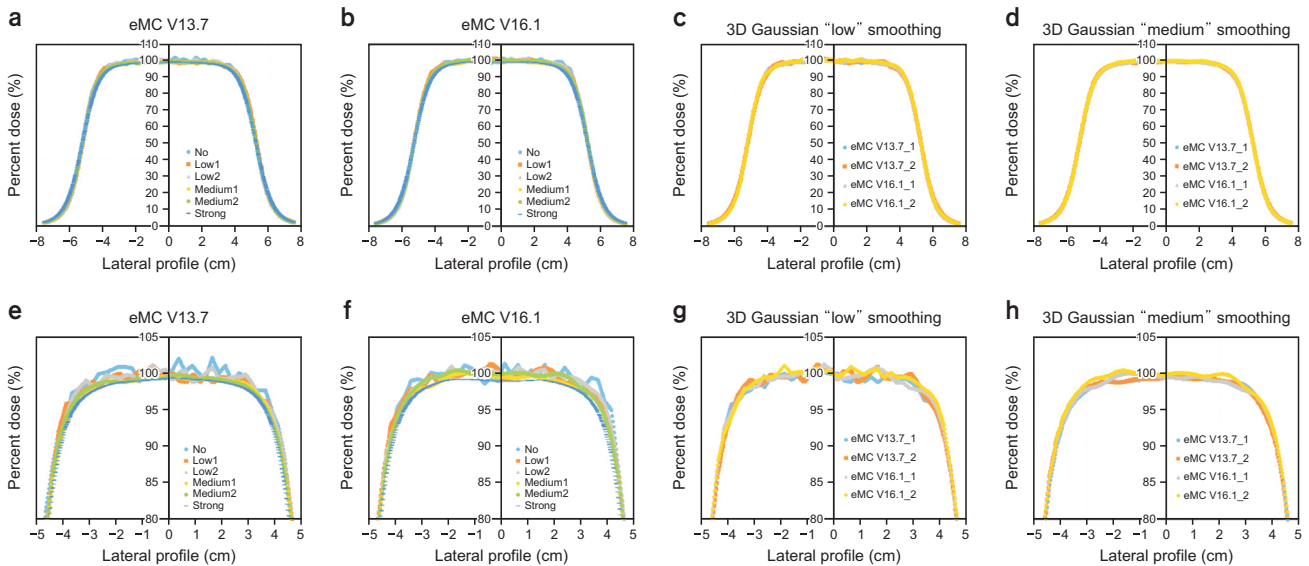 a
eMC V13.7
Percent dose (%)
110
100
90
80
70
60
50
40
30
20
10
0
No
Low1
Low2
Medium1
Medium2
Strong
−8 −6 −4 −2 0 2 4 6 8
Lateral profile (cm)
b
eMC V16.1
Percent dose (%)
110
100
90
80
70
60
50
40
30
20
10
0
No
Low1
Low2
Medium1
Medium2
Strong
−8 −6 −4 −2 0 2 4 6 8
Lateral profile (cm)
c
3D Gaussian “low” smoothing
Percent dose (%)
110
100
90
80
70
60
50
40
30
20
10
0
eMC V13.7_1
eMC V13.7_2
eMC V16.1_1
eMC V16.1_2
−8 −6 −4 −2 0 2 4 6 8
Lateral profile (cm)
d
3D Gaussian “medium” smoothing
Percent dose (%)
110
100
90
80
70
60
50
40
30
20
10
0
eMC V13.7_1
eMC V13.7_2
eMC V16.1_1
eMC V16.1_2
−8 −6 −4 −2 0 2 4 6 8
Lateral profile (cm)
e
eMC V13.7
Percent dose (%)
105
100
95
90
85
80
No
Low1
Low2
Medium1
Medium2
Strong
−5 −4 −3 −2 −1 0 1 2 3 4 5
Lateral profile (cm)
f
eMC V16.1
Percent dose (%)
105
100
95
90
85
80
No
Low1
Low2
Medium1
Medium2
Strong
−5 −4 −3 −2 −1 0 1 2 3 4 5
Lateral profile (cm)
g
3D Gaussian “low” smoothing
Percent dose (%)
105
100
95
90
85
80
eMC V13.7_1
eMC V13.7_2
eMC V16.1_1
eMC V16.1_2
−5 −4 −3 −2 −1 0 1 2 3 4 5
Lateral profile (cm)
h
3D Gaussian “medium” smoothing
Percent dose (%)
105
100
95
90
85
80
eMC V13.7_1
eMC V13.7_2
eMC V16.1_1
eMC V16.1_2
−5 −4 −3 −2 −1 0 1 2 3 4 5
Lateral profile (cm)